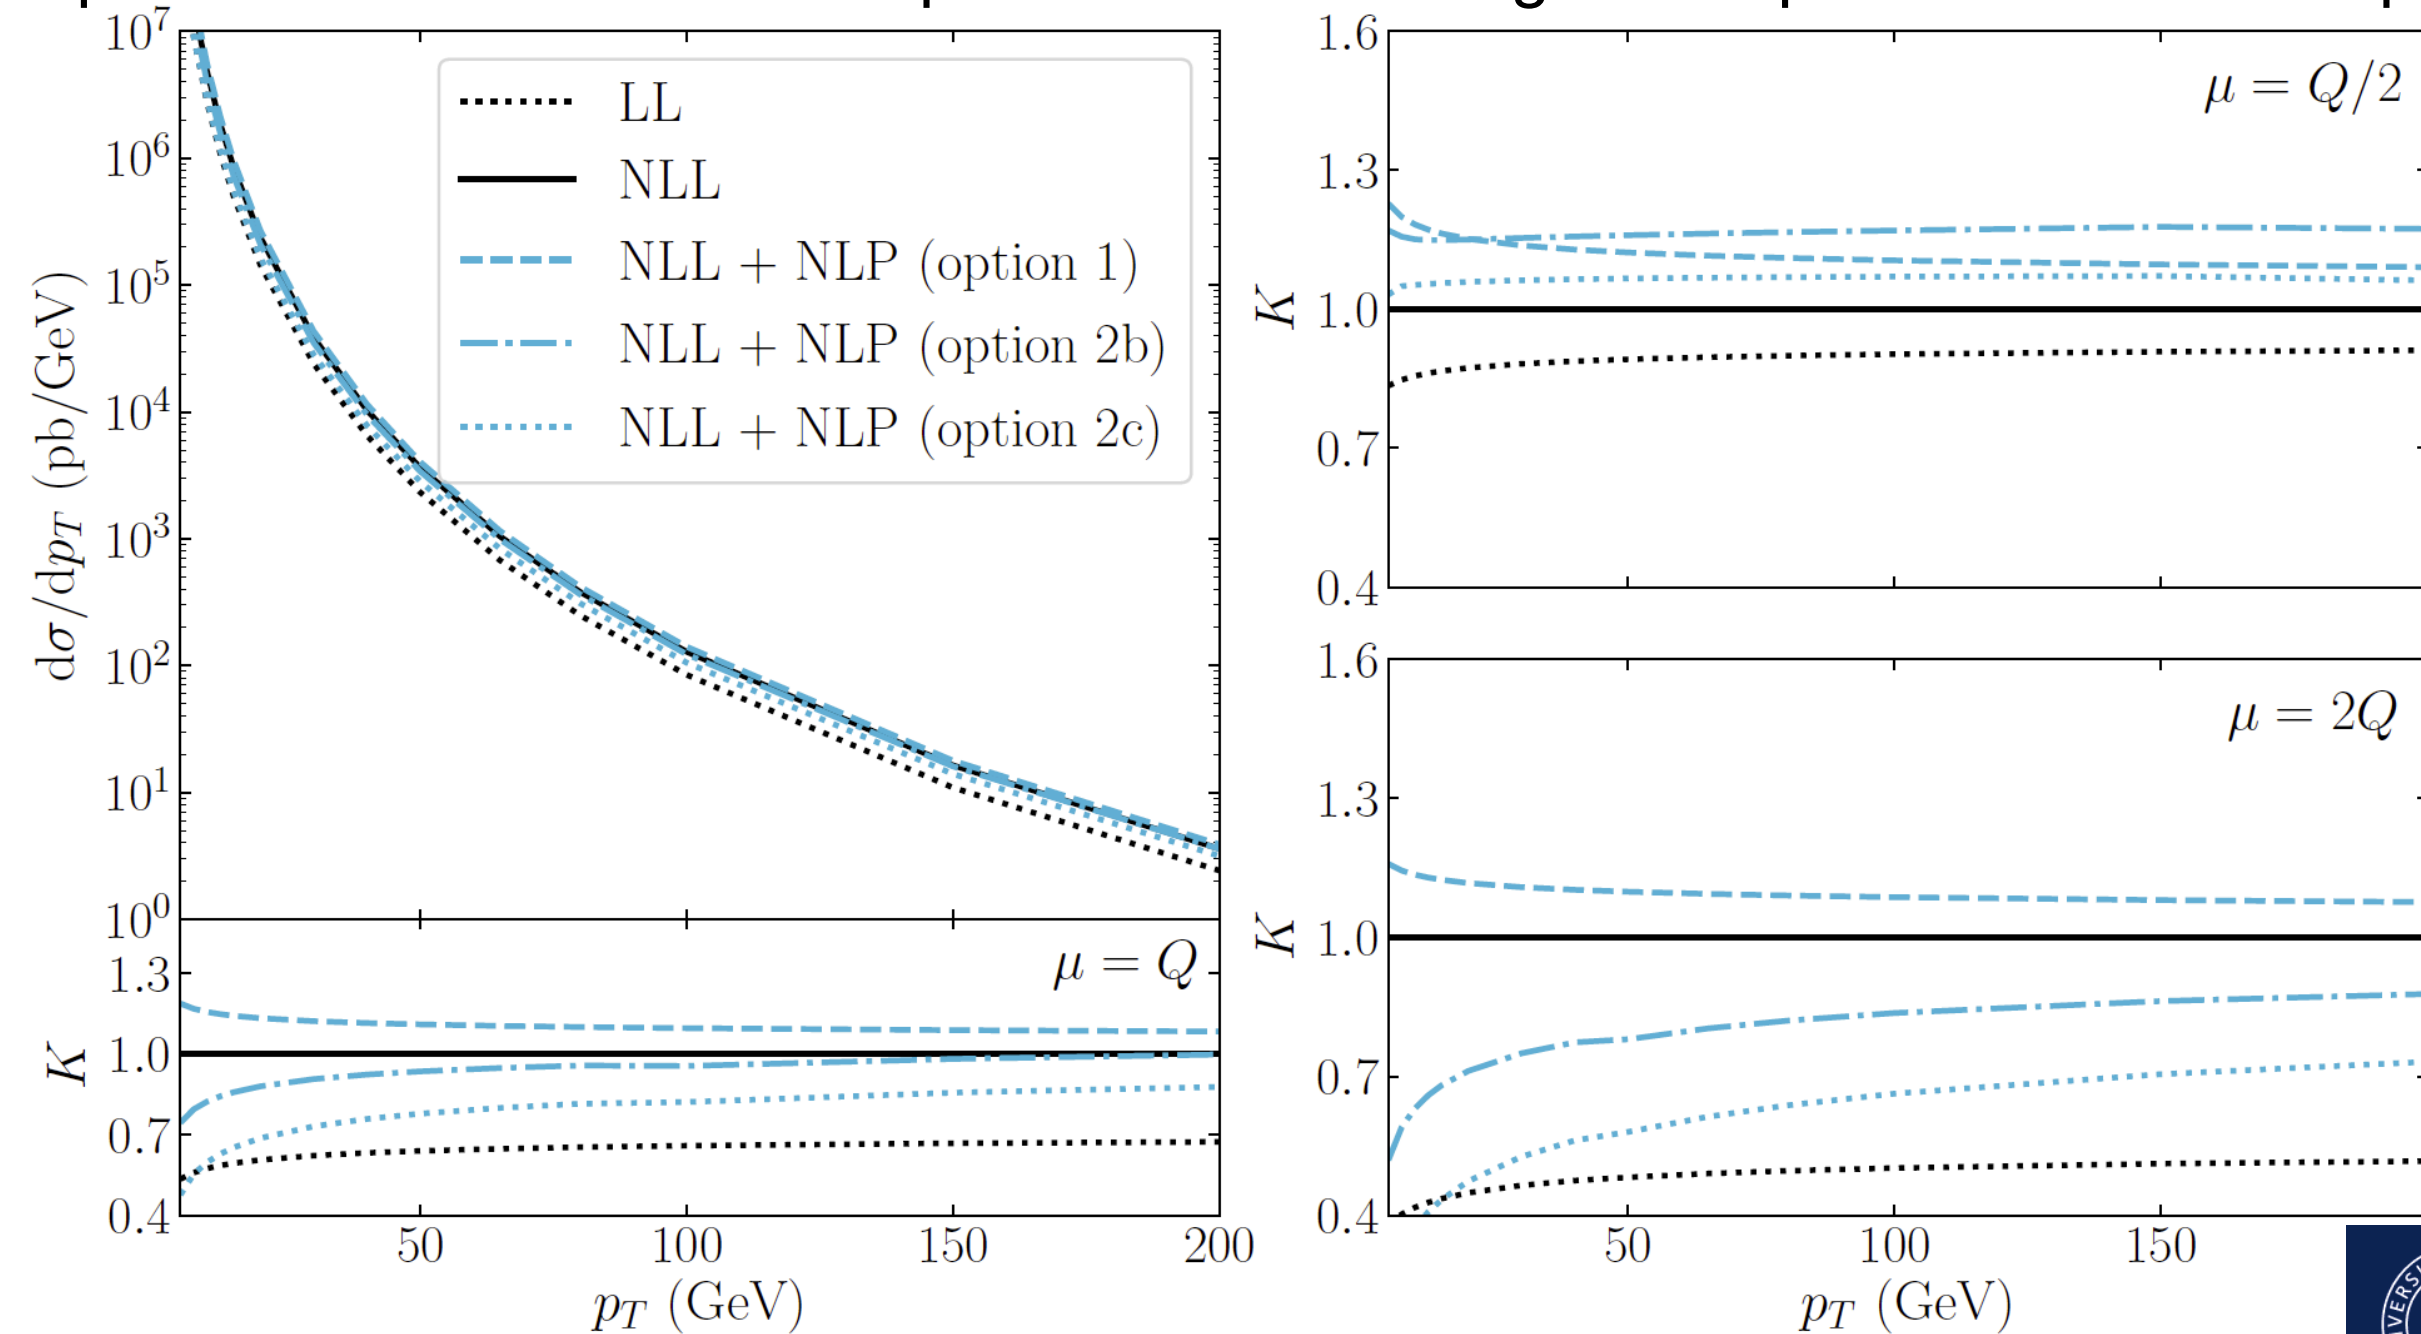 10^7
10^6
10^5
10^4
10^3
10^2
10^1
10^0
dσ/dp_T (pb/GeV)
LL
NLL
NLL + NLP (option 1)
NLL + NLP (option 2b)
NLL + NLP (option 2c)
μ = Q
1.3
1.0
0.7
0.4
K
50 100 150 200
p_T (GeV)
μ = Q/2
1.6
1.3
1.0
0.7
0.4
K
μ = 2Q
1.6
1.3
1.0
0.7
0.4
K
50 100 150
p_T (GeV)